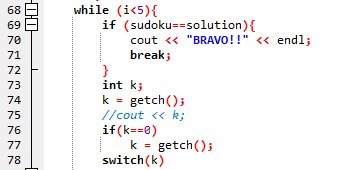 68 while (i<5){
69 if (sudoku==solution){
70 cout << "BRAVO!!" << endl;
71 break;
72 }
73 int k;
74 k = getch();
75 //cout << k;
76 if(k==0)
77 k = getch();
78 switch(k)